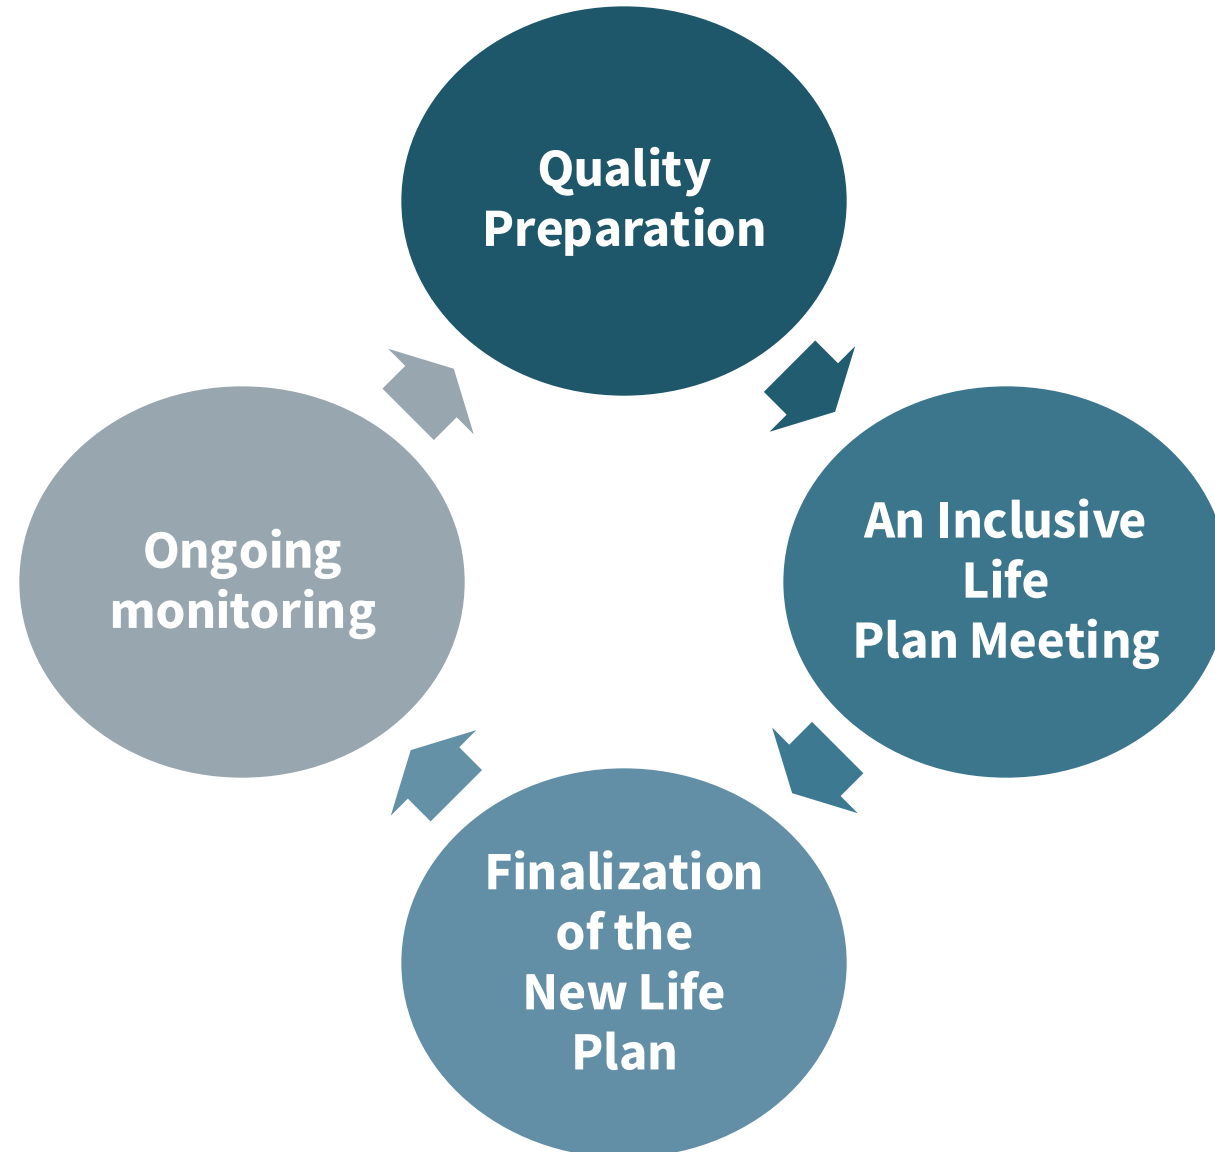 Quality
Preparation
An Inclusive
Life
Plan Meeting
Finalization
of the
New Life
Plan
Ongoing
monitoring